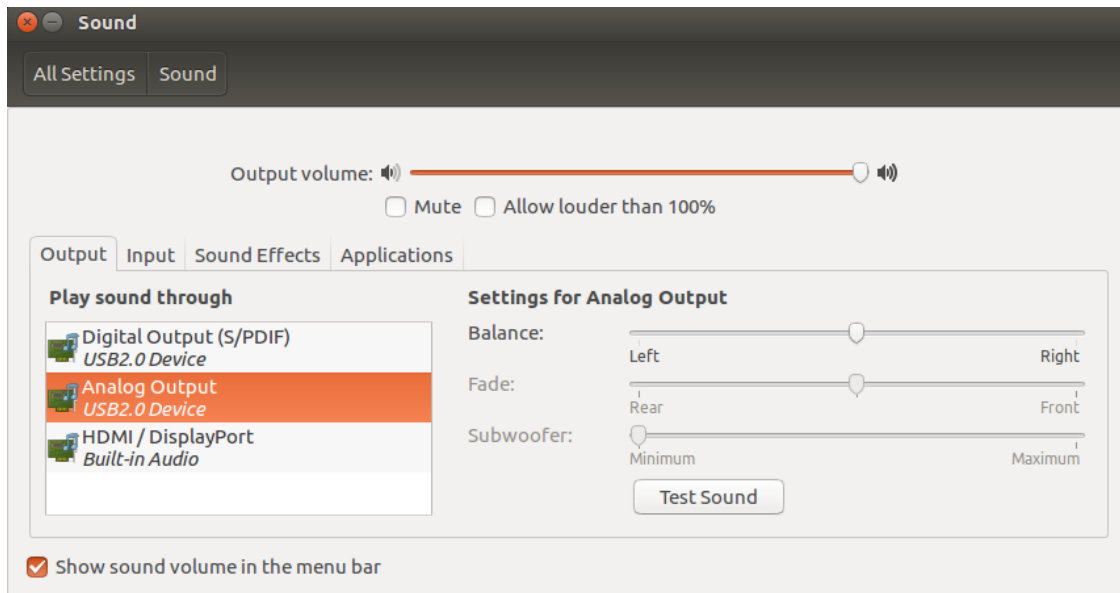 Sound
All Settings Sound
Output volume:
Mute Allow louder than 100%
Output Input Sound Effects Applications
Play sound through
Digital Output (S/PDIF)
USB2.0 Device
Analog Output
USB2.0 Device
HDMI / DisplayPort
Built-in Audio
Settings for Analog Output
Balance:
Left Right
Fade:
Rear Front
Subwoofer:
Minimum Maximum
Test Sound
Show sound volume in the menu bar